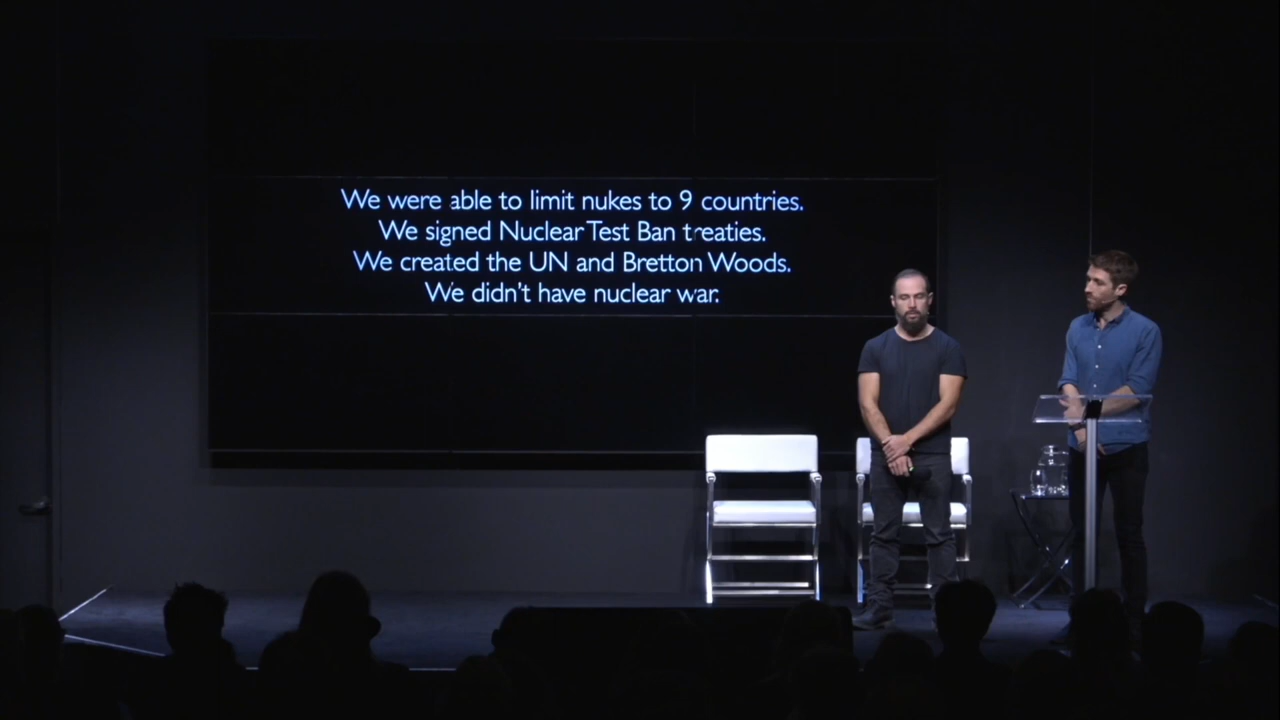 We were able to limit nukes to 9 countries.
We signed Nuclear Test Ban treaties.
We created the UN and Bretton Woods.
We didn't have nuclear war.